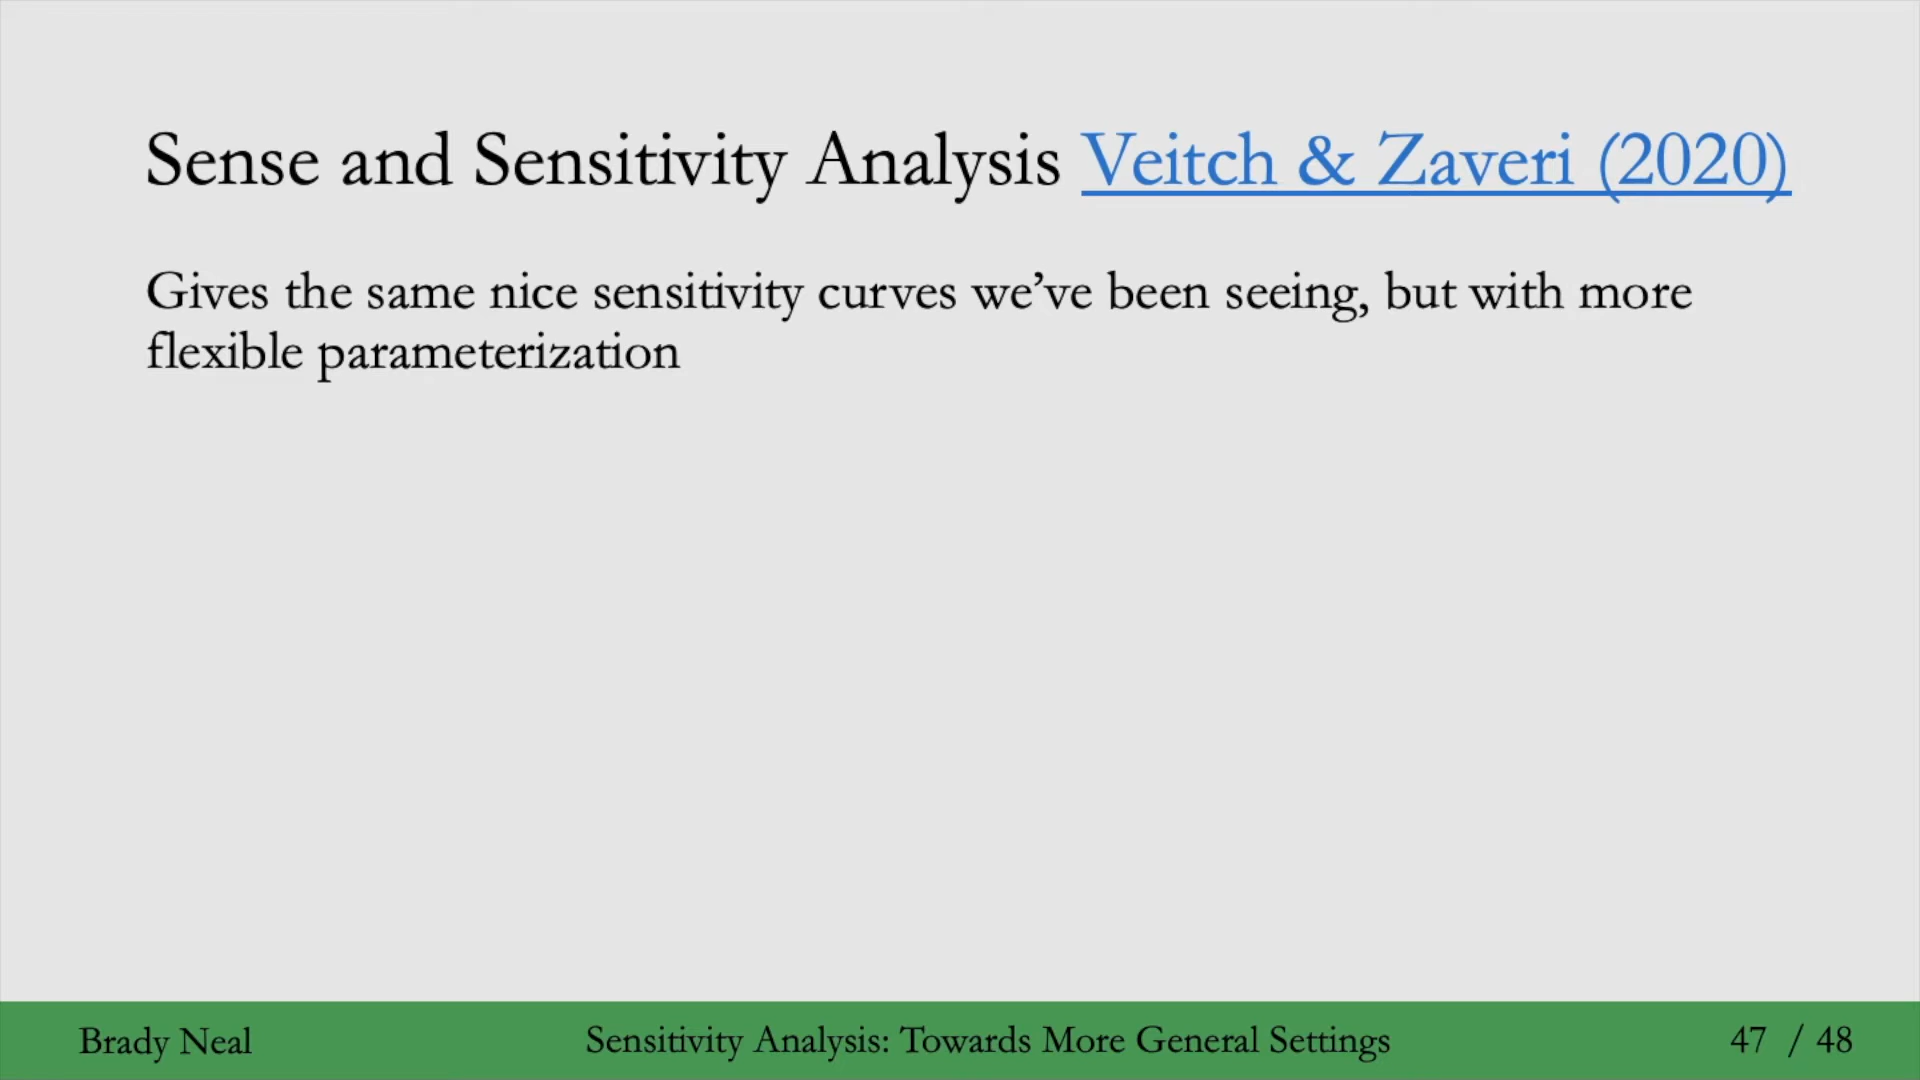 Sense and Sensitivity Analysis Veitch & Zaveri (2020)
Gives the same nice sensitivity curves we’ve been seeing, but with more
flexible parameterization
Brady Neal
Sensitivity Analysis: Towards More General Settings
47 / 48